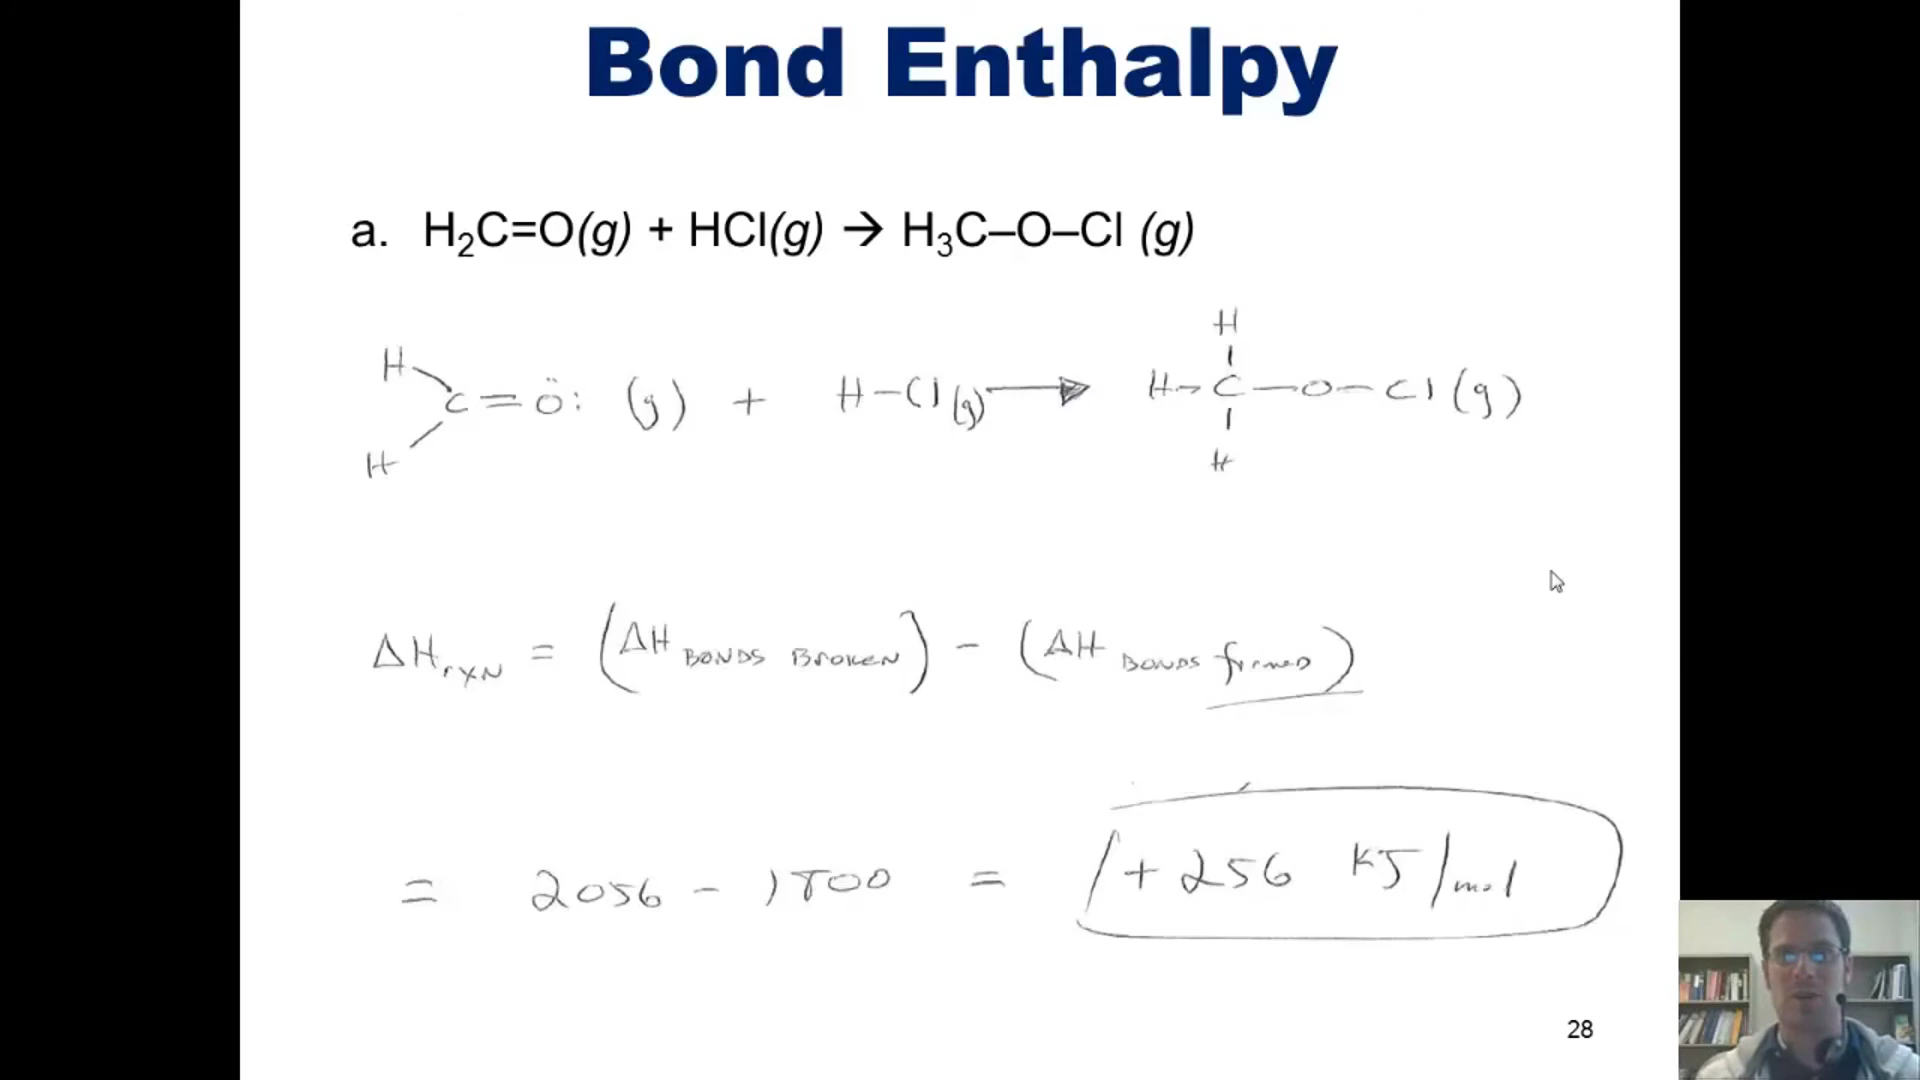 Bond Enthalpy
a. H₂C=O(g) + HCl(g) → H₃C–O–Cl (g)
H
H
C=Ö: (g) + H-Cl(g) → H-C-O-Cl(g)
H
H
ΔHrxn = (ΔH BONDS BROKEN) - (ΔH BONDS formed)
= 2056 - 1800 = +256 KJ/mol
28